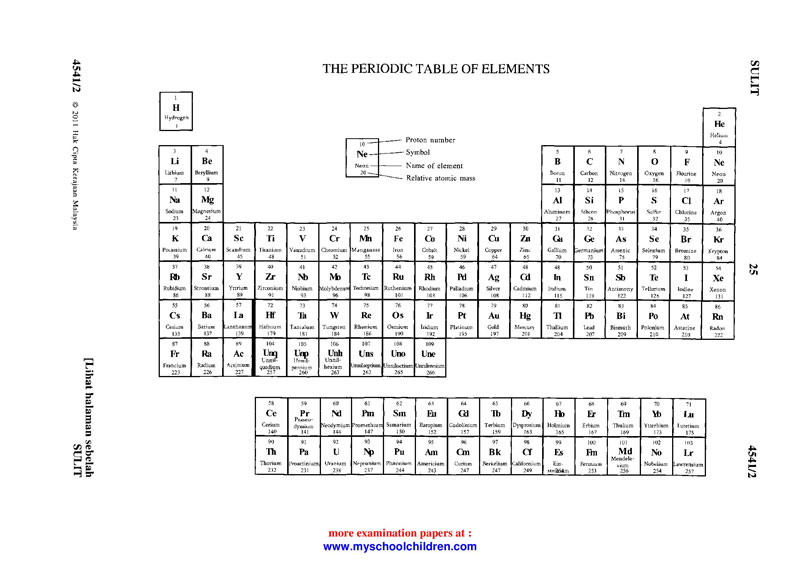 THE PERIODIC TABLE OF ELEMENTS
SULIT
4541/2 © 2011 Hak Cipta Kerajaan Malaysia
1
H
Hydrogen
1
2
He
Helium
4
10 Proton number
Ne Symbol
Neon Name of element
20 Relative atomic mass
3 4 5 6 7 8 9 10
Li Be B C N O F Ne
Lithium Beryllium Boron Carbon Nitrogen Oxygen Flourine Neon
7 9 11 12 14 16 19 20
11 12 13 14 15 16 17 18
Na Mg Al Si P S Cl Ar
Sodium Magnesium Aluminum Silicon Phosphorus Sulfur Chlorine Argon
23 24 27 28 31 32 35 40
19 20 21 22 23 24 25 26 27 28 29 30 31 32 33 34 35 36
K Ca Sc Ti V Cr Mn Fe Co Ni Cu Zn Ga Ge As Se Br Kr
Potassium Calcium Scandium Titanium Vanadium Chromium Manganese Iron Cobalt Nickel Copper Zinc Gallium Germanium Arsenic Selenium Bromine Krypton
39 40 45 48 51 52 55 56 59 59 64 65 70 73 75 79 80 84
37 38 39 40 41 42 43 44 45 46 47 48 49 50 51 52 53 54
Rb Sr Y Zr Nb Mo Tc Ru Rh Pd Ag Cd In Sn Sb Te I Xe
Rubidium Strontium Yttrium Zirconium Niobium Molybdenum Technetium Ruthenium Rhodium Palladium Silver Cadmium Indium Tin Antimony Tellurium Iodine Xenon
86 88 89 91 93 96 98 101 103 106 108 112 115 119 122 128 127 131
55 56 57 72 73 74 75 76 77 78 79 80 81 82 83 84 85 86
Cs Ba La Hf Ta W Re Os Ir Pt Au Hg Tl Pb Bi Po At Rn
Cesium Barium Lanthanum Hafnium Tantalum Tungsten Rhenium Osmium Iridium Platinum Gold Mercury Thallium Lead Bismuth Polonium Astatine Radon
133 137 139 179 181 184 186 190 192 195 197 201 204 207 209 210 210 222
87 88 89 104 105 106 107 108 109
Fr Ra Ac Unq Unp Unh Uns Uno Une
Francium Radium Actinium Unnil-quadium Unnil-pentium Unnil-hexium Unnilseptium Unniloctium Unnilennium
223 226 227 257 260 263 262 265 266
58 59 60 61 62 63 64 65 66 67 68 69 70 71
Ce Pr Nd Pm Sm Eu Gd Tb Dy Ho Er Tm Yb Lu
Cerium Praseo-dymium Neodymium Promethium Samarium Europium Gadolinium Terbium Dysprosium Holmium Erbium Thulium Ytterbium Lutetium
140 141 144 147 150 152 157 159 163 165 167 169 173 175
90 91 92 93 94 95 96 97 98 99 100 101 102 103
Th Pa U Np Pu Am Cm Bk Cf Es Fm Md No Lr
Thorium Protactinium Uranium Neptunium Plutonium Americium Curium Berkelium Californium Ein-steinium Fermium Mendele-vium Nobelium Lawrencium
232 231 238 237 244 243 247 247 249 254 253 256 254 257
25
[Lihat halaman sebelah
SULIT
4541/2
more examination papers at :
www.myschoolchildren.com